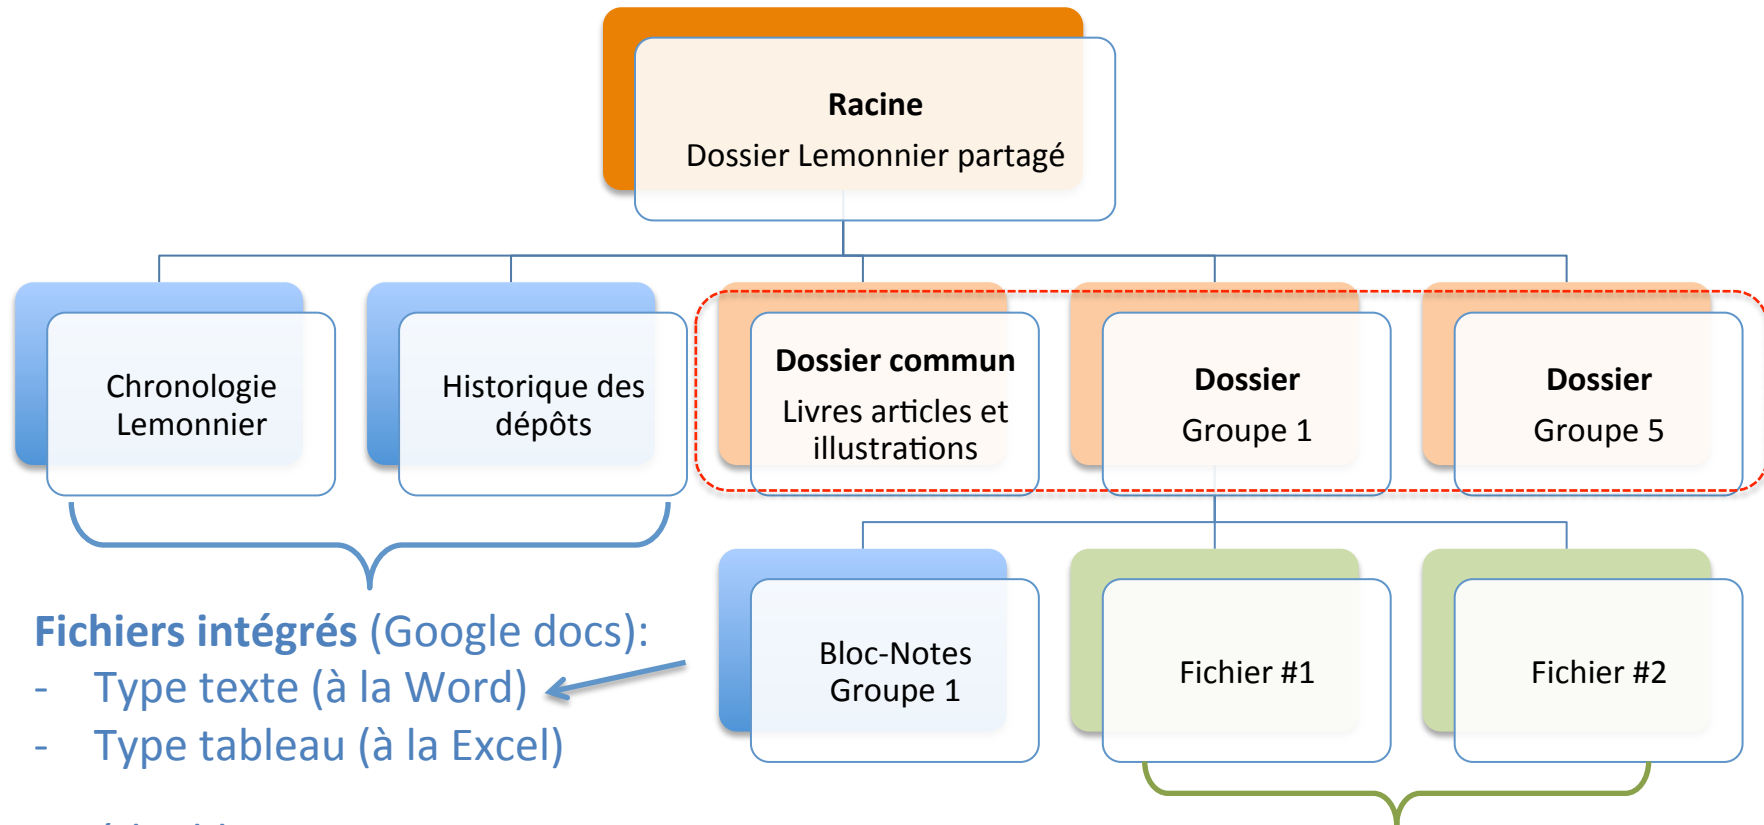 Racine
Dossier Lemonnier partagé
Chronologie
Lemonnier
Historique des
dépôts
Dossier commun
Livres articles et
illustrations
Dossier
Groupe 1
Dossier
Groupe 5
Fichiers intégrés (Google docs):
- Type texte (à la Word)
- Type tableau (à la Excel)
Bloc-Notes
Groupe 1
Fichier #1
Fichier #2